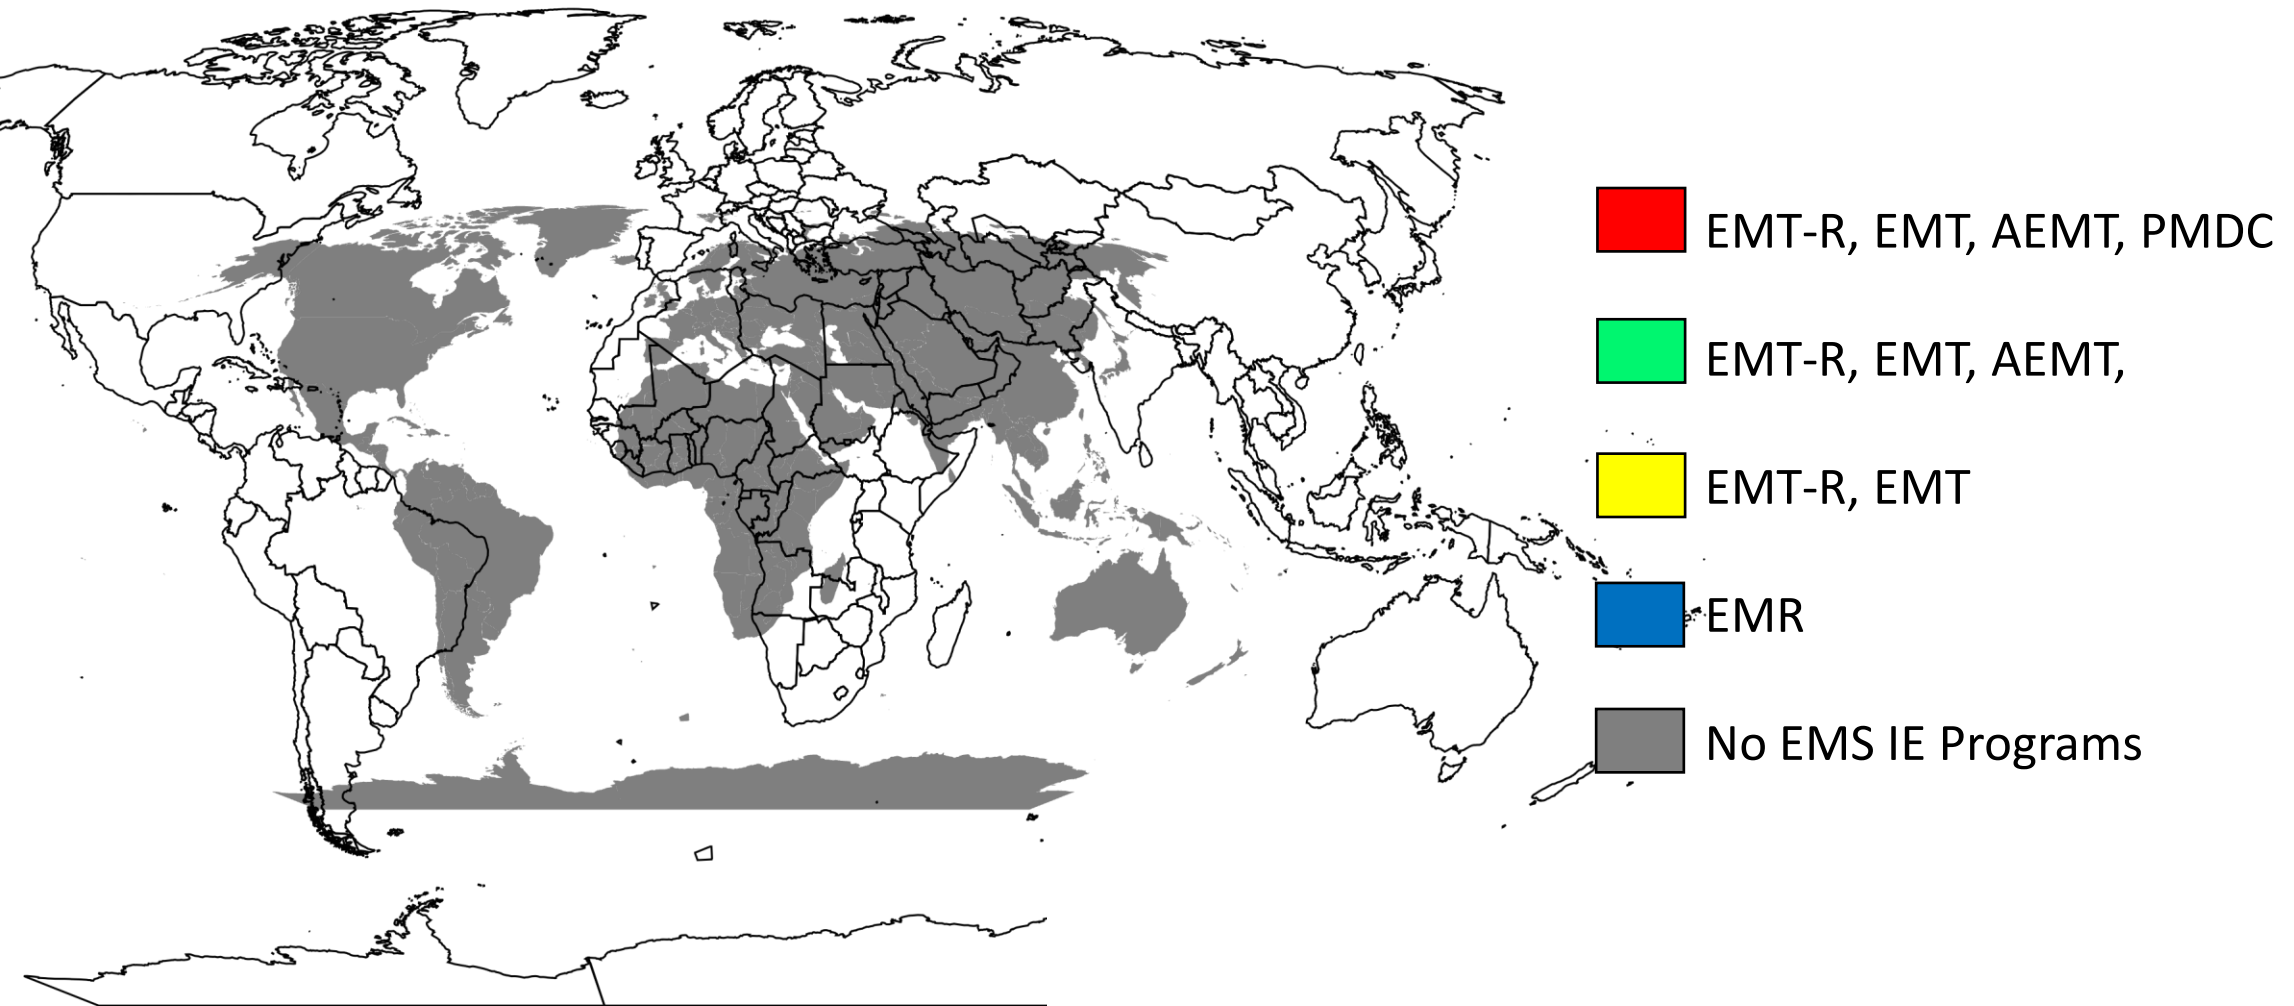 EMT-R, EMT, AEMT, PMDC
EMT-R, EMT, AEMT,
EMT-R, EMT
EMR
No EMS IE Programs